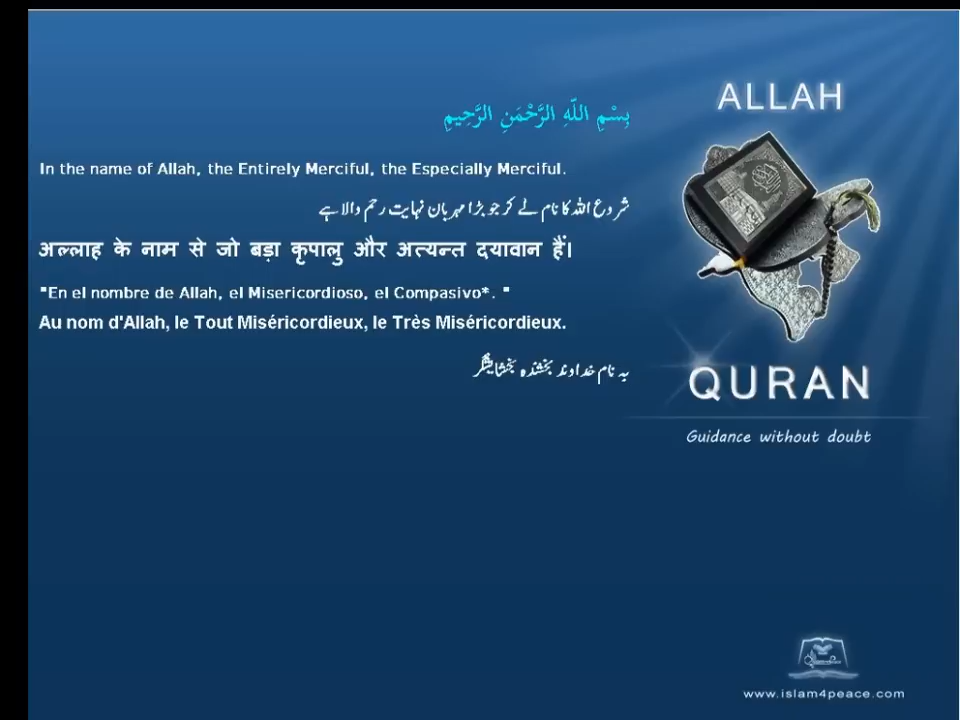 بِسْمِ اللَّهِ الرَّحْمَنِ الرَّحِيمِ
In the name of Allah, the Entirely Merciful, the Especially Merciful.
شروع الله کا نام لے کر جو بڑا مہربان نہایت رحم والا ہے
अल्लाह के नाम से जो बड़ा कृपालु और अत्यन्त दयावान हैं।
"En el nombre de Allah, el Misericordioso, el Compasivo*. "
Au nom d'Allah, le Tout Miséricordieux, le Très Miséricordieux.
به نام خداوند بخشنده بخشایشگر
ALLAH
QURAN
Guidance without doubt
www.islam4peace.com